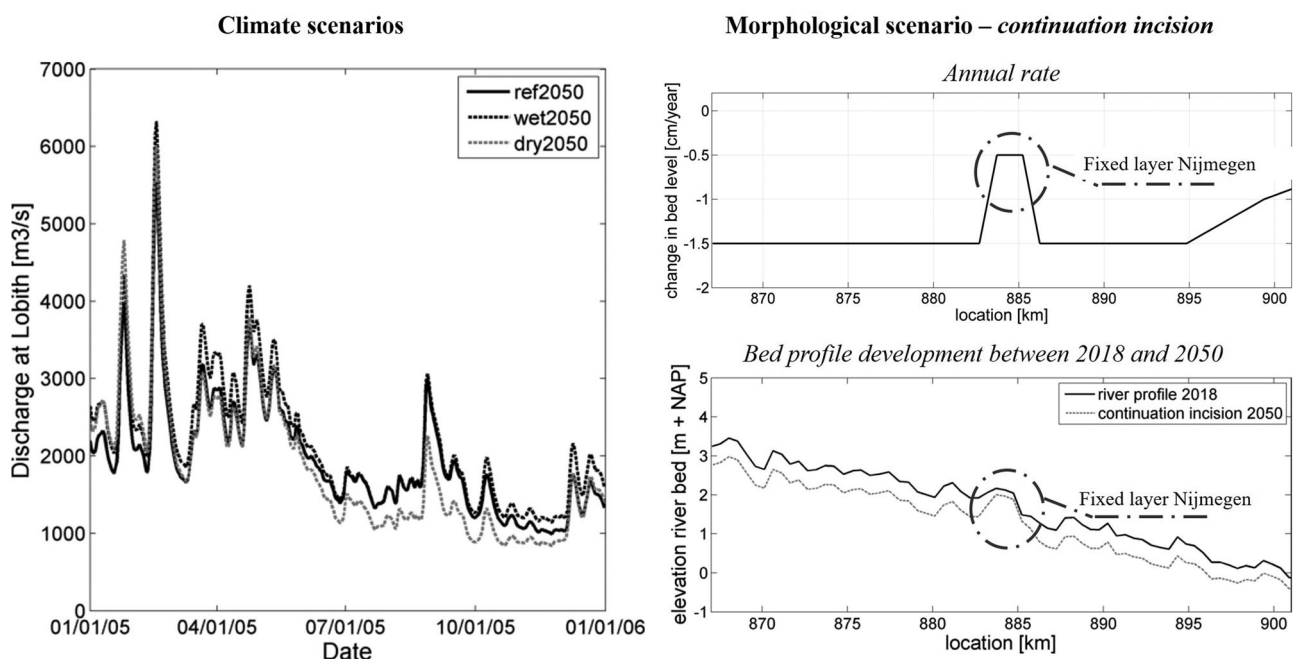 Climate scenarios
7000
6000
5000
4000
3000
2000
1000
0
Discharge at Lobith [m3/s]
ref2050
wet2050
dry2050
01/01/05 04/01/05 07/01/05 10/01/05 01/01/06
Date
Morphological scenario – continuation incision
Annual rate
0
-0.5
-1
-1.5
-2
change in bed level [cm/year]
Fixed layer Nijmegen
870 875 880 885 890 895 900
location [km]
Bed profile development between 2018 and 2050
5
4
3
2
1
0
-1
elevation river bed [m + NAP]
river profile 2018
continuation incision 2050
Fixed layer Nijmegen
870 875 880 885 890 895 900
location [km]